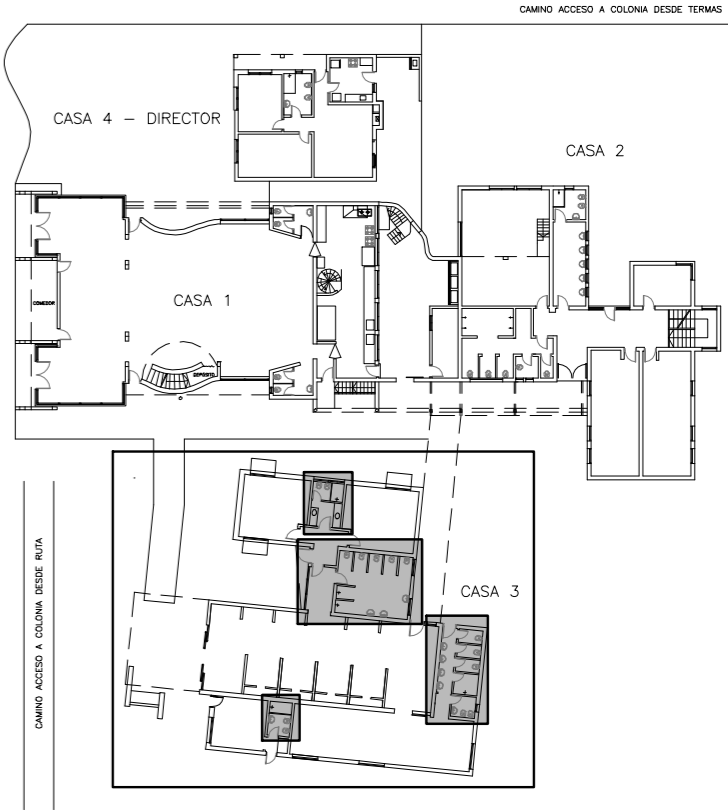 CAMINO ACCESO A COLONIA DESDE TERMAS
CASA 4 – DIRECTOR
CASA 2
CASA 1
COMEDOR
DEPOSITO
CASA 3
CAMINO ACCESO A COLONIA DESDE RUTA